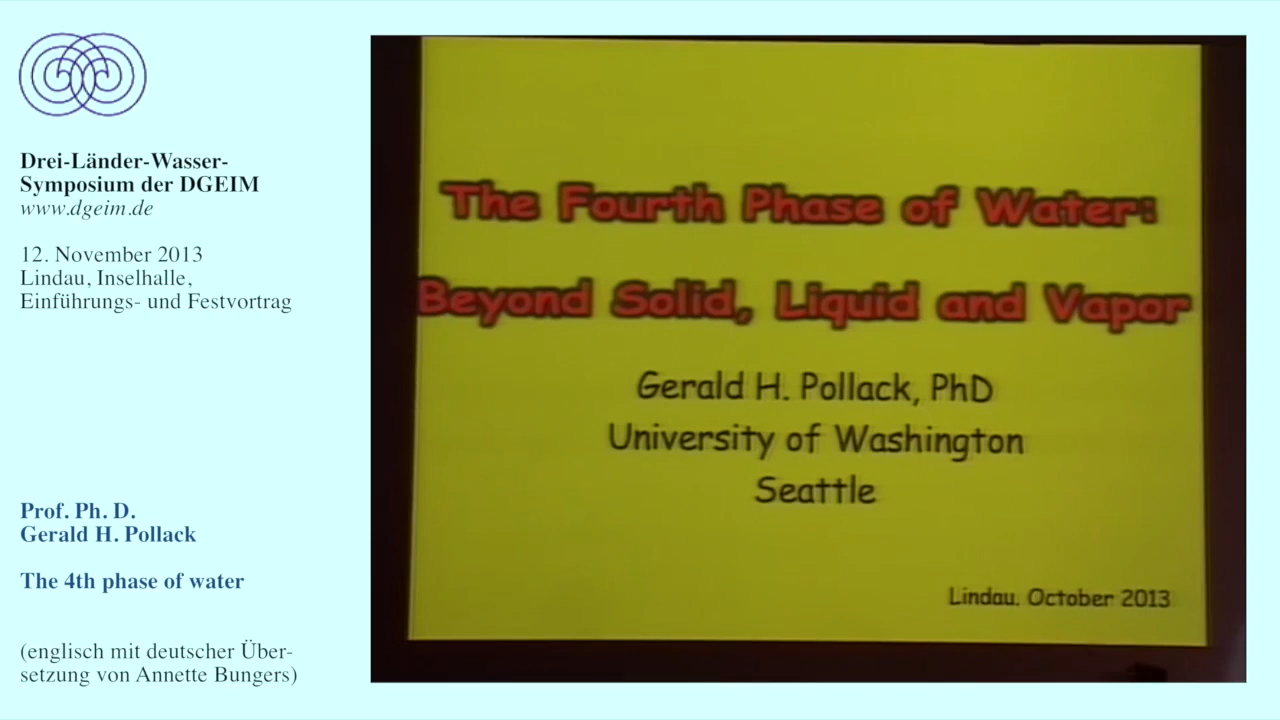 Drei-Länder-Wasser-
Symposium der DGEIM
www.dgeim.de
12. November 2013
Lindau, Inselhalle,
Einführungs- und Festvortrag
Prof. Ph. D.
Gerald H. Pollack
The 4th phase of water
(englisch mit deutscher Über-
setzung von Annette Bungers)
The Fourth Phase of Water:
Beyond Solid, Liquid and Vapor
Gerald H. Pollack, PhD
University of Washington
Seattle
Lindau. October 2013